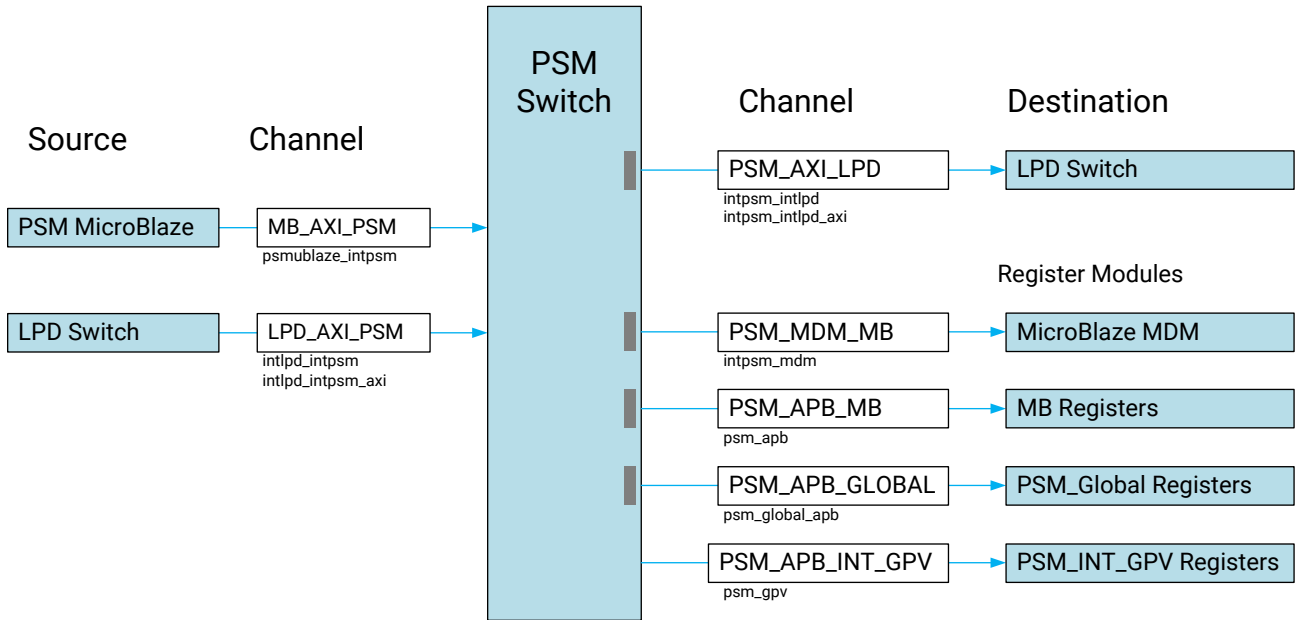 PSM
Switch
Source
Channel
PSM MicroBlaze
MB_AXI_PSM
psmublaze_intpsm
LPD Switch
LPD_AXI_PSM
intlpd_intpsm
intlpd_intpsm_axi
Channel
Destination
PSM_AXI_LPD
LPD Switch
intpsm_intlpd
intpsm_intlpd_axi
Register Modules
PSM_MDM_MB
MicroBlaze MDM
intpsm_mdm
PSM_APB_MB
MB Registers
psm_apb
PSM_APB_GLOBAL
PSM_Global Registers
psm_global_apb
PSM_APB_INT_GPV
PSM_INT_GPV Registers
psm_gpv